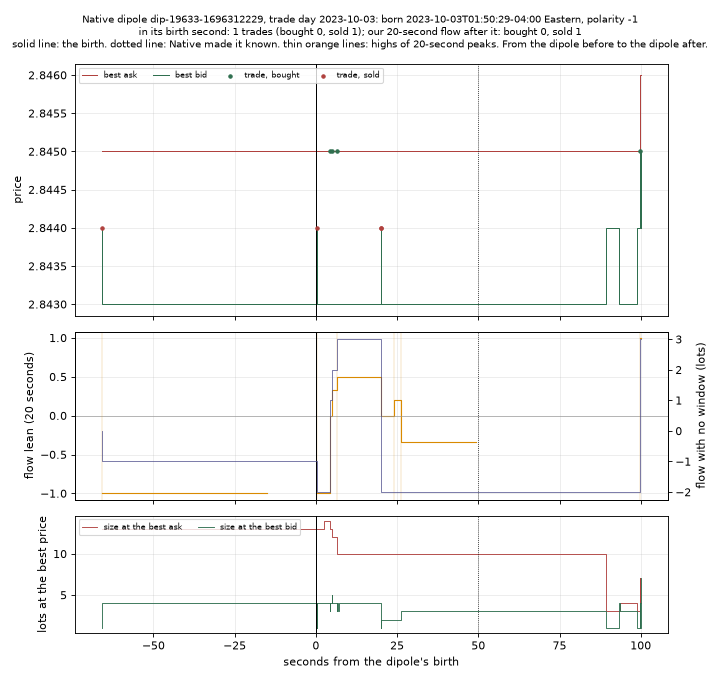 Native dipole dip-19633-1696312229, trade day 2023-10-03: born 2023-10-03T01:50:29-04:00 Eastern, polarity -1
in its birth second: 1 trades (bought 0, sold 1); our 20-second flow after it: bought 0, sold 1
solid line: the birth. dotted line: Native made it known. thin orange lines: highs of 20-second peaks. From the dipole before to the dipole after.
best ask best bid trade, bought trade, sold
2.8460
2.8455
2.8450
2.8445
2.8440
2.8435
2.8430
price
1.0
0.5
0.0
−0.5
−1.0
flow lean (20 seconds)
3
2
1
0
−1
−2
flow with no window (lots)
size at the best ask size at the best bid
10
5
lots at the best price
−50 −25 0 25 50 75 100
seconds from the dipole's birth